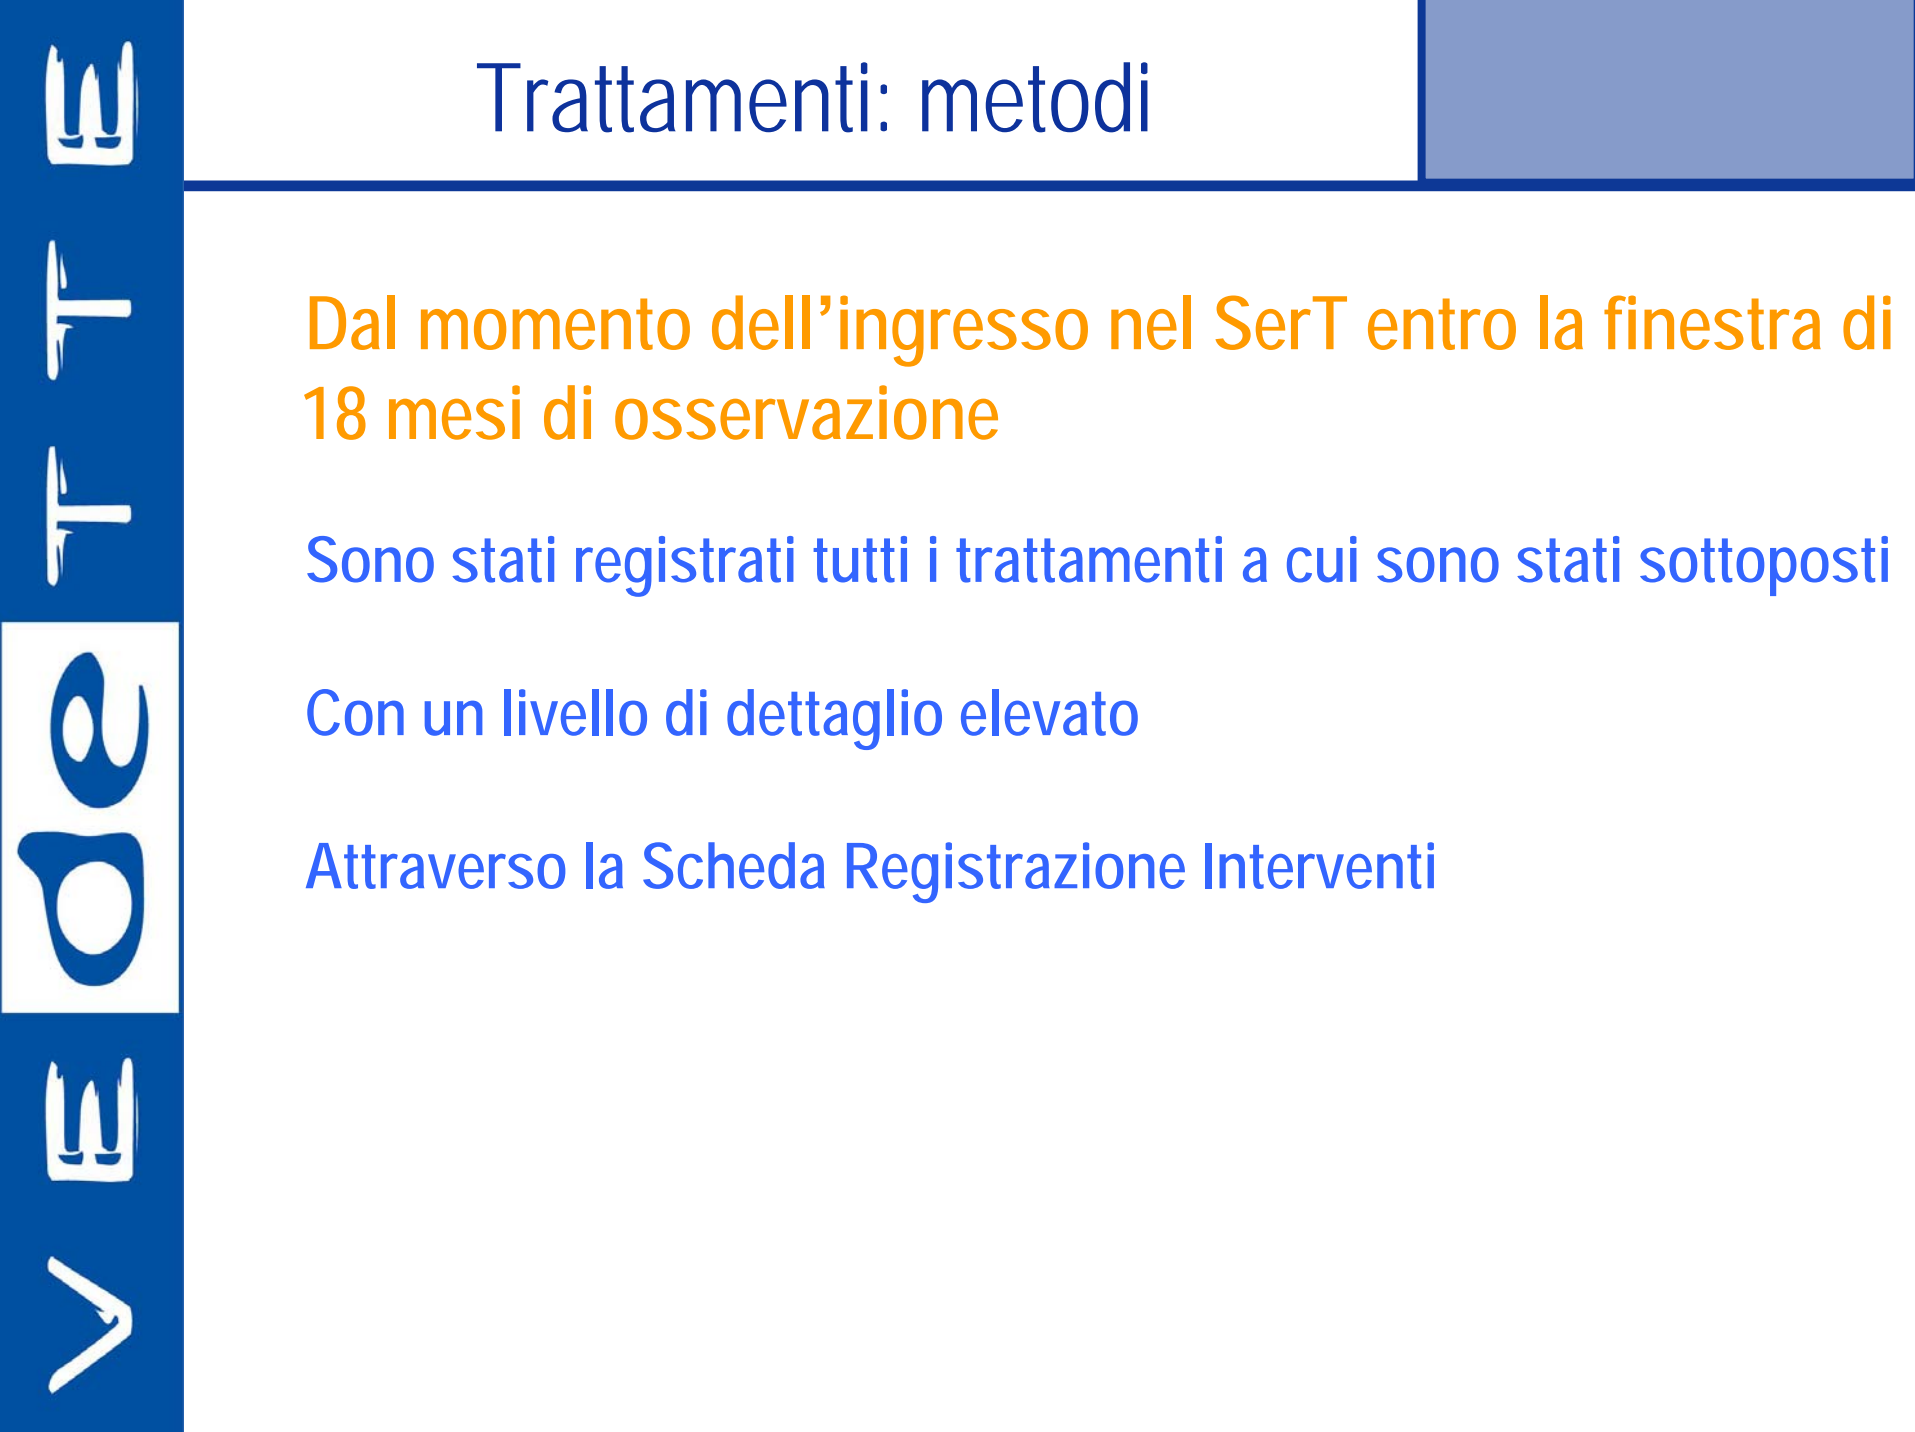 Trattamenti: metodi
Dal momento dell’ingresso nel SerT entro la finestra di
18 mesi di osservazione
Sono stati registrati tutti i trattamenti a cui sono stati sottoposti
Con un livello di dettaglio elevato
Attraverso la Scheda Registrazione Interventi
VEdeTTE